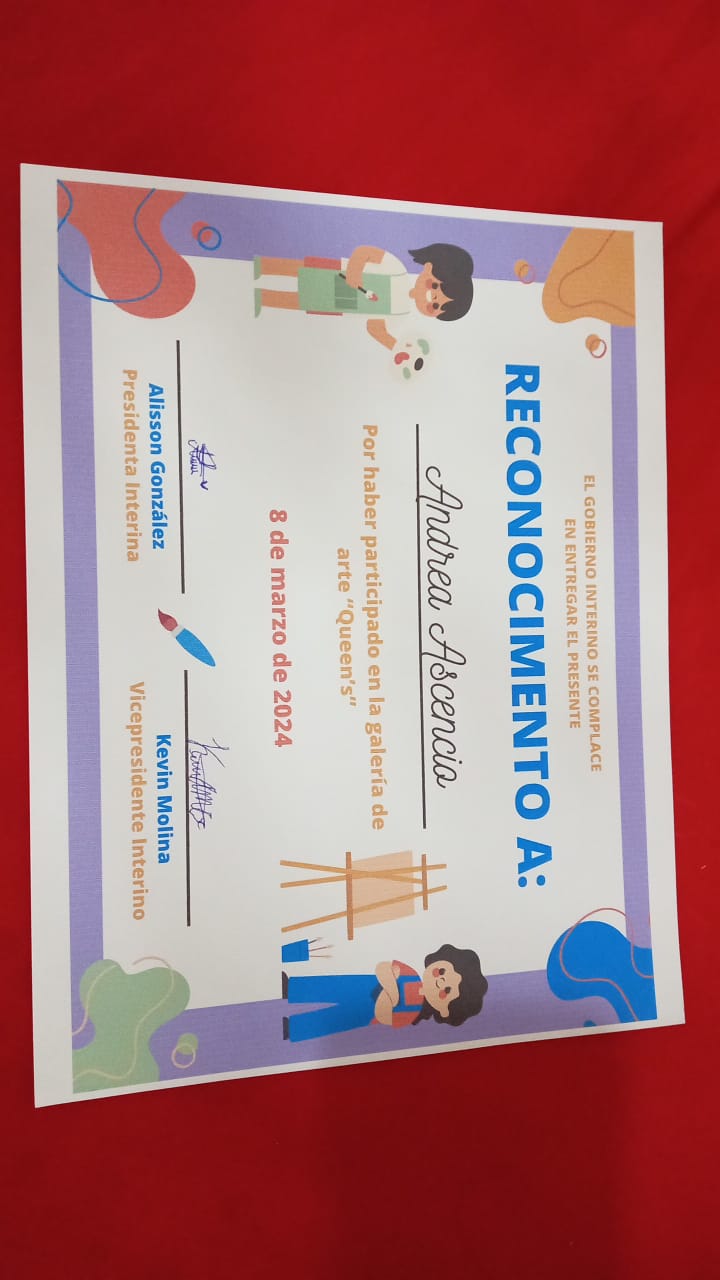 EL GOBIERNO INTERINO SE COMPLACE
EN ENTREGAR EL PRESENTE
RECONOCIMENTO A:
Andrea Ascencio
Por haber participado en la galería de
arte “Queen’s”
8 de marzo de 2024
Alisson González
Presidenta Interina
Kevin Molina
Vicepresidente Interino